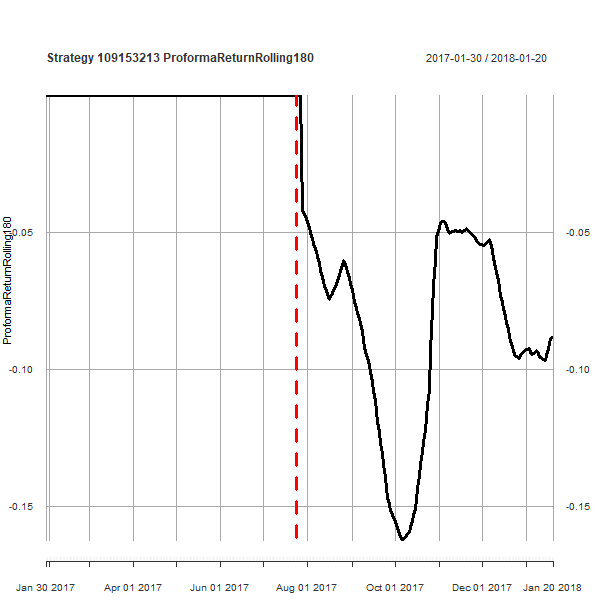 Strategy 109153213 ProformaReturnRolling180
2017-01-30 / 2018-01-20
ProformaReturnRolling180
-0.05
-0.05
-0.10
-0.10
-0.15
-0.15
Jan 30 2017
Apr 01 2017
Jun 01 2017
Aug 01 2017
Oct 01 2017
Dec 01 2017
Jan 20 2018